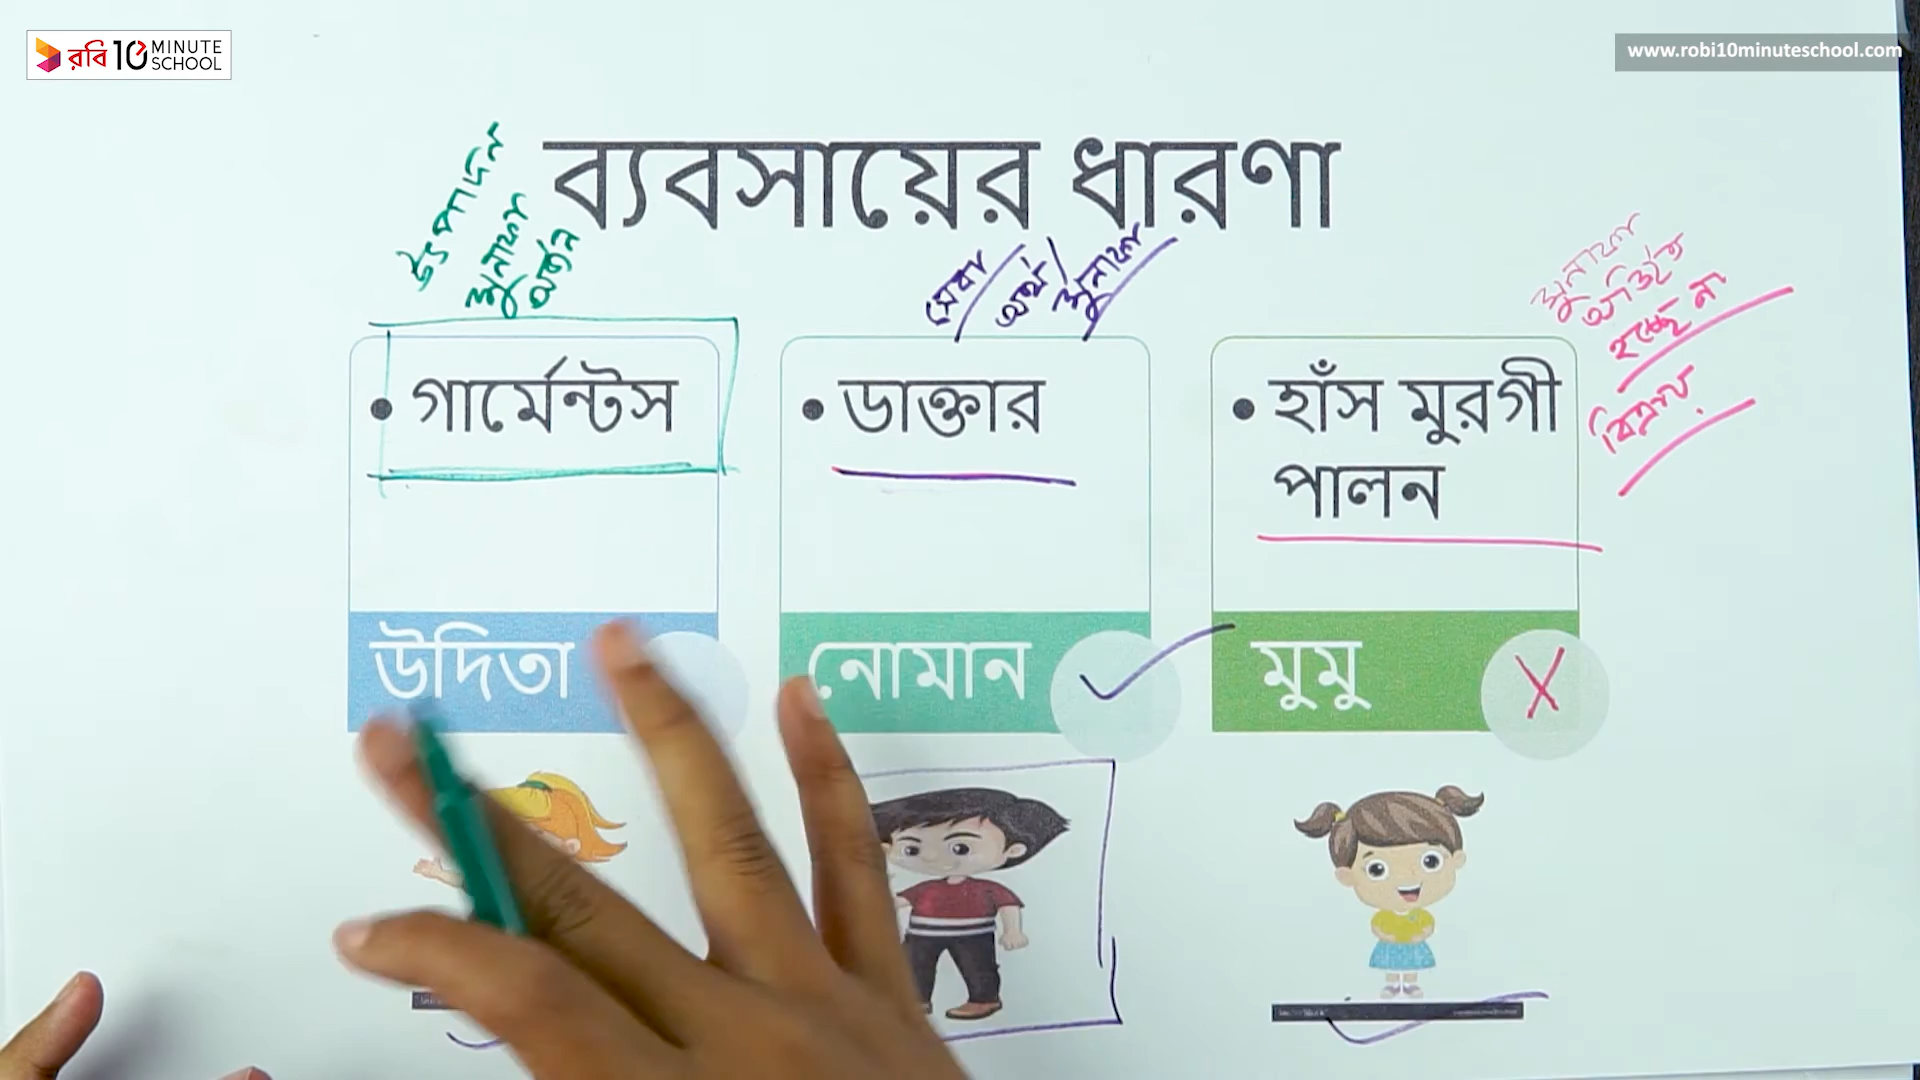 রবি 10 MINUTE SCHOOL
www.robi10minuteschool.com
ব্যবসায়ের ধারণা
উৎপাদন
মুনাফা
অর্জন
সেবা
অর্থ
মুনাফা
মুনাফা
অর্জিত
হচ্ছে না
বিক্রয়
• গার্মেন্টস
• ডাক্তার
• হাঁস মুরগী
পালন
উদিতা
নোমান
মুমু